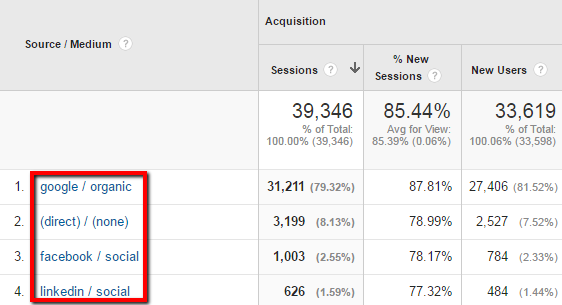 Source / Medium ?
Acquisition
Sessions ? ↓
% New Sessions ?
New Users ?
39,346
% of Total:
100.00% (39,346)
85.44%
Avg for View:
85.39% (0.06%)
33,619
% of Total:
100.06% (33,598)
1. google / organic 31,211 (79.32%) 87.81% 27,406 (81.52%)
2. (direct) / (none) 3,199 (8.13%) 78.99% 2,527 (7.52%)
3. facebook / social 1,003 (2.55%) 78.17% 784 (2.33%)
4. linkedin / social 626 (1.59%) 77.32% 484 (1.44%)